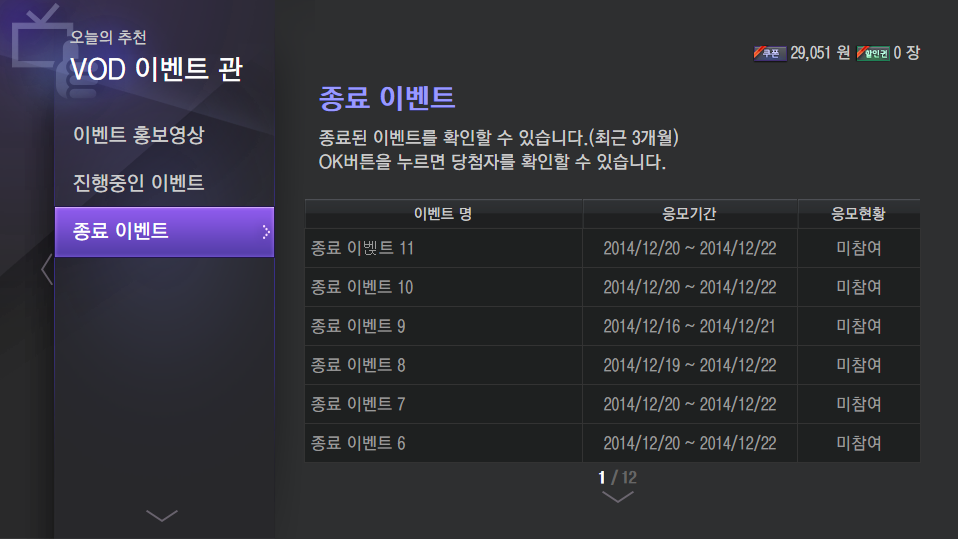 오늘의 추천
VOD 이벤트 관
이벤트 홍보영상
진행중인 이벤트
종료 이벤트
쿠폰 29,051 원 할인권 0 장
종료 이벤트
종료된 이벤트를 확인할 수 있습니다.(최근 3개월)
OK버튼을 누르면 당첨자를 확인할 수 있습니다.
이벤트 명 응모기간 응모현황
종료 이벳트 11 2014/12/20 ~ 2014/12/22 미참여
종료 이벤트 10 2014/12/20 ~ 2014/12/22 미참여
종료 이벤트 9 2014/12/16 ~ 2014/12/21 미참여
종료 이벤트 8 2014/12/19 ~ 2014/12/22 미참여
종료 이벤트 7 2014/12/20 ~ 2014/12/22 미참여
종료 이벤트 6 2014/12/20 ~ 2014/12/22 미참여
1 / 12